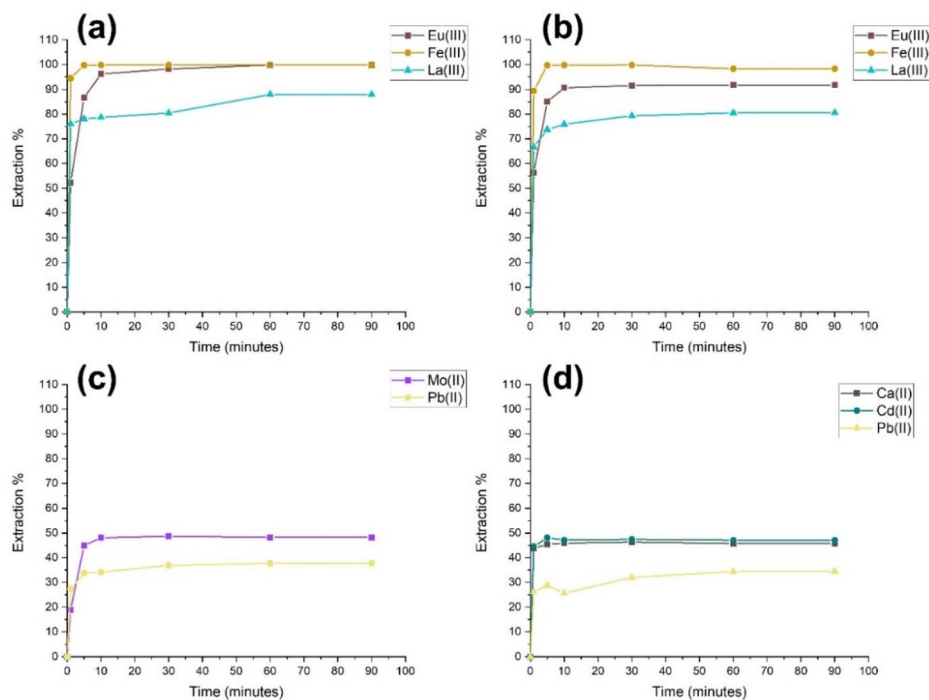 (a)
Eu(III)
Fe(III)
La(III)
110
100
90
80
70
60
50
40
30
20
10
0
Extraction %
0 10 20 30 40 50 60 70 80 90 100
Time (minutes)
(b)
Eu(III)
Fe(III)
La(III)
110
100
90
80
70
60
50
40
30
20
10
0
Extraction %
0 10 20 30 40 50 60 70 80 90 100
Time (minutes)
(c)
Mo(II)
Pb(II)
110
100
90
80
70
60
50
40
30
20
10
0
Extraction %
0 10 20 30 40 50 60 70 80 90 100
Time (minutes)
(d)
Ca(II)
Cd(II)
Pb(II)
110
100
90
80
70
60
50
40
30
20
10
0
Extraction %
0 10 20 30 40 50 60 70 80 90 100
Time (minutes)